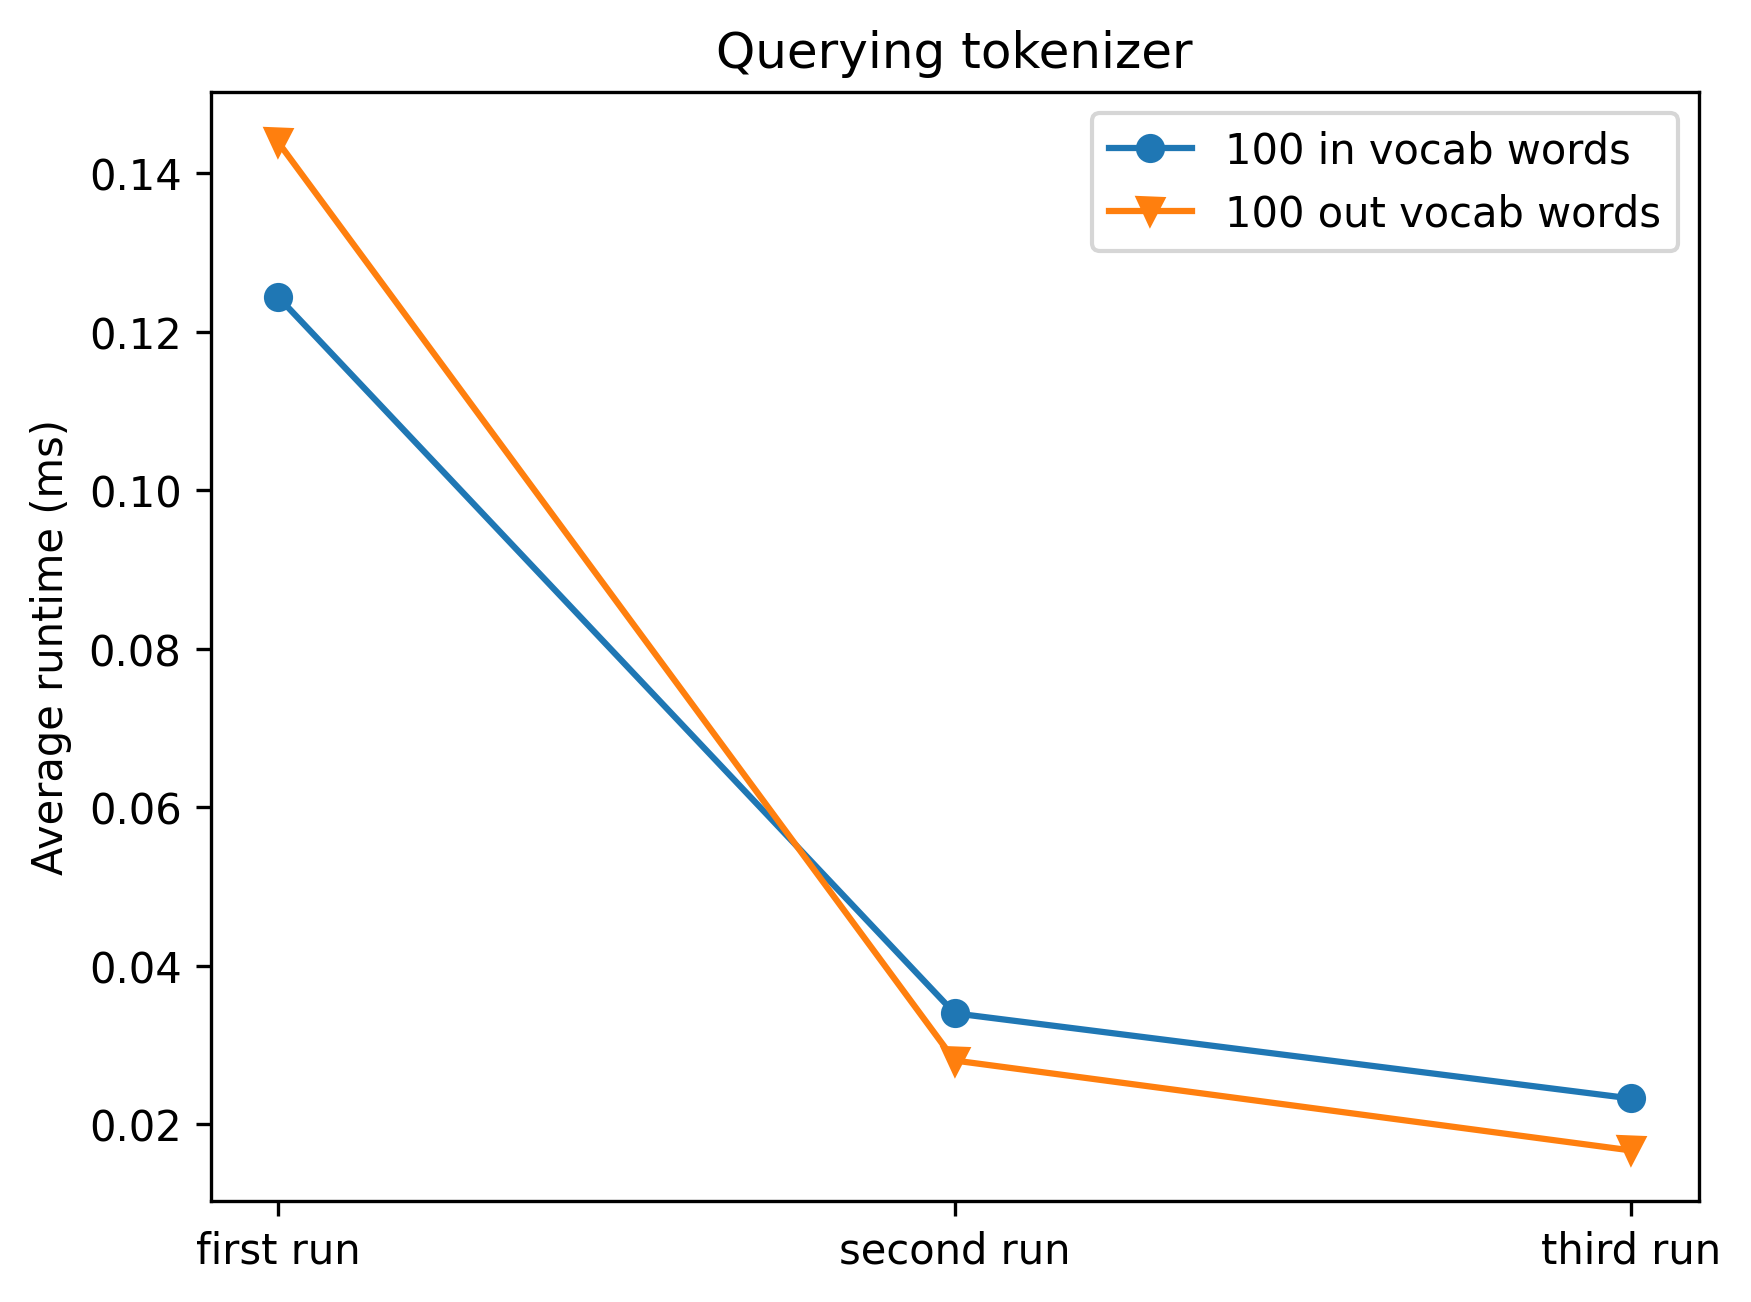 Querying tokenizer
100 in vocab words
100 out vocab words
Average runtime (ms)
0.14
0.12
0.10
0.08
0.06
0.04
0.02
first run
second run
third run